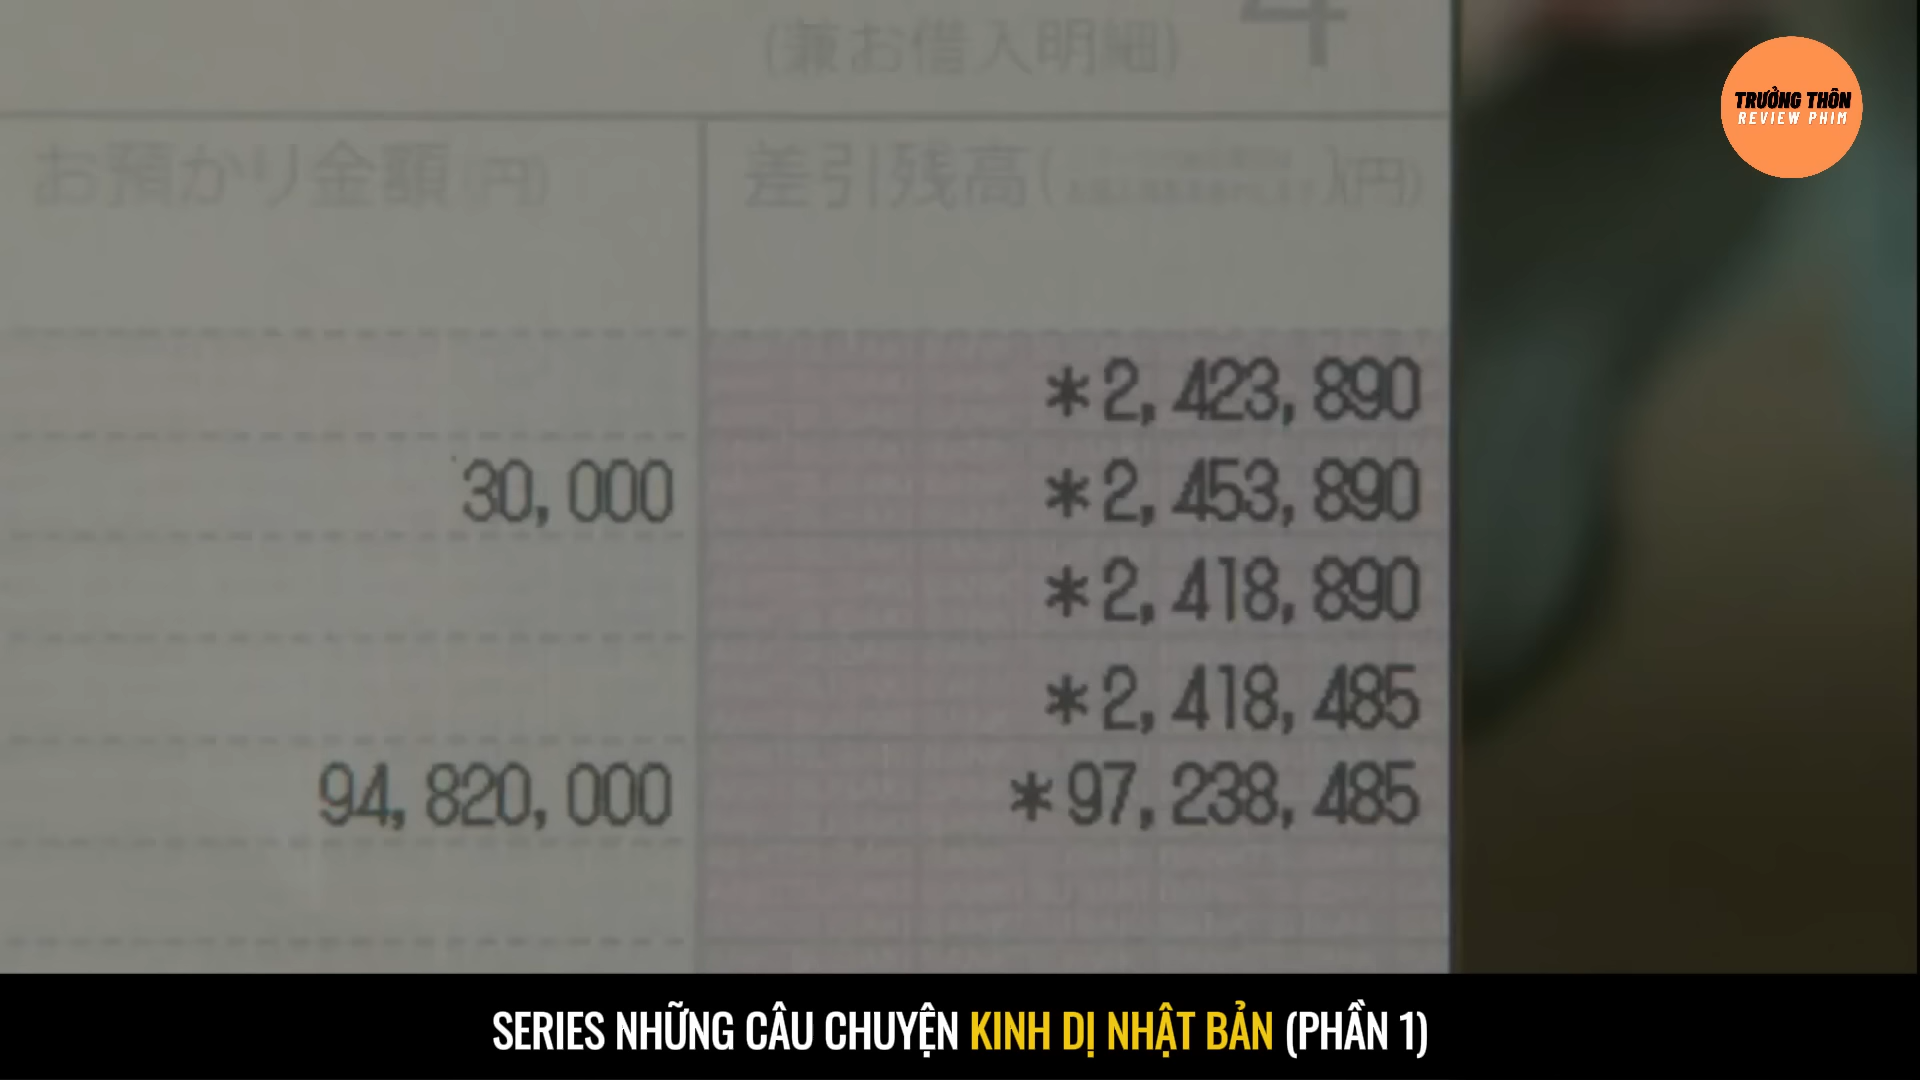 4
(兼お借入明細)
お預かり金額(円)
差引残高( )(円)
*2,423,890
30,000
*2,453,890
*2,418,890
*2,418,485
94,820,000
*97,238,485
TRƯỞNG THÔN
REVIEW PHIM
SERIES NHỮNG CÂU CHUYỆN KINH DỊ NHẬT BẢN (PHẦN 1)